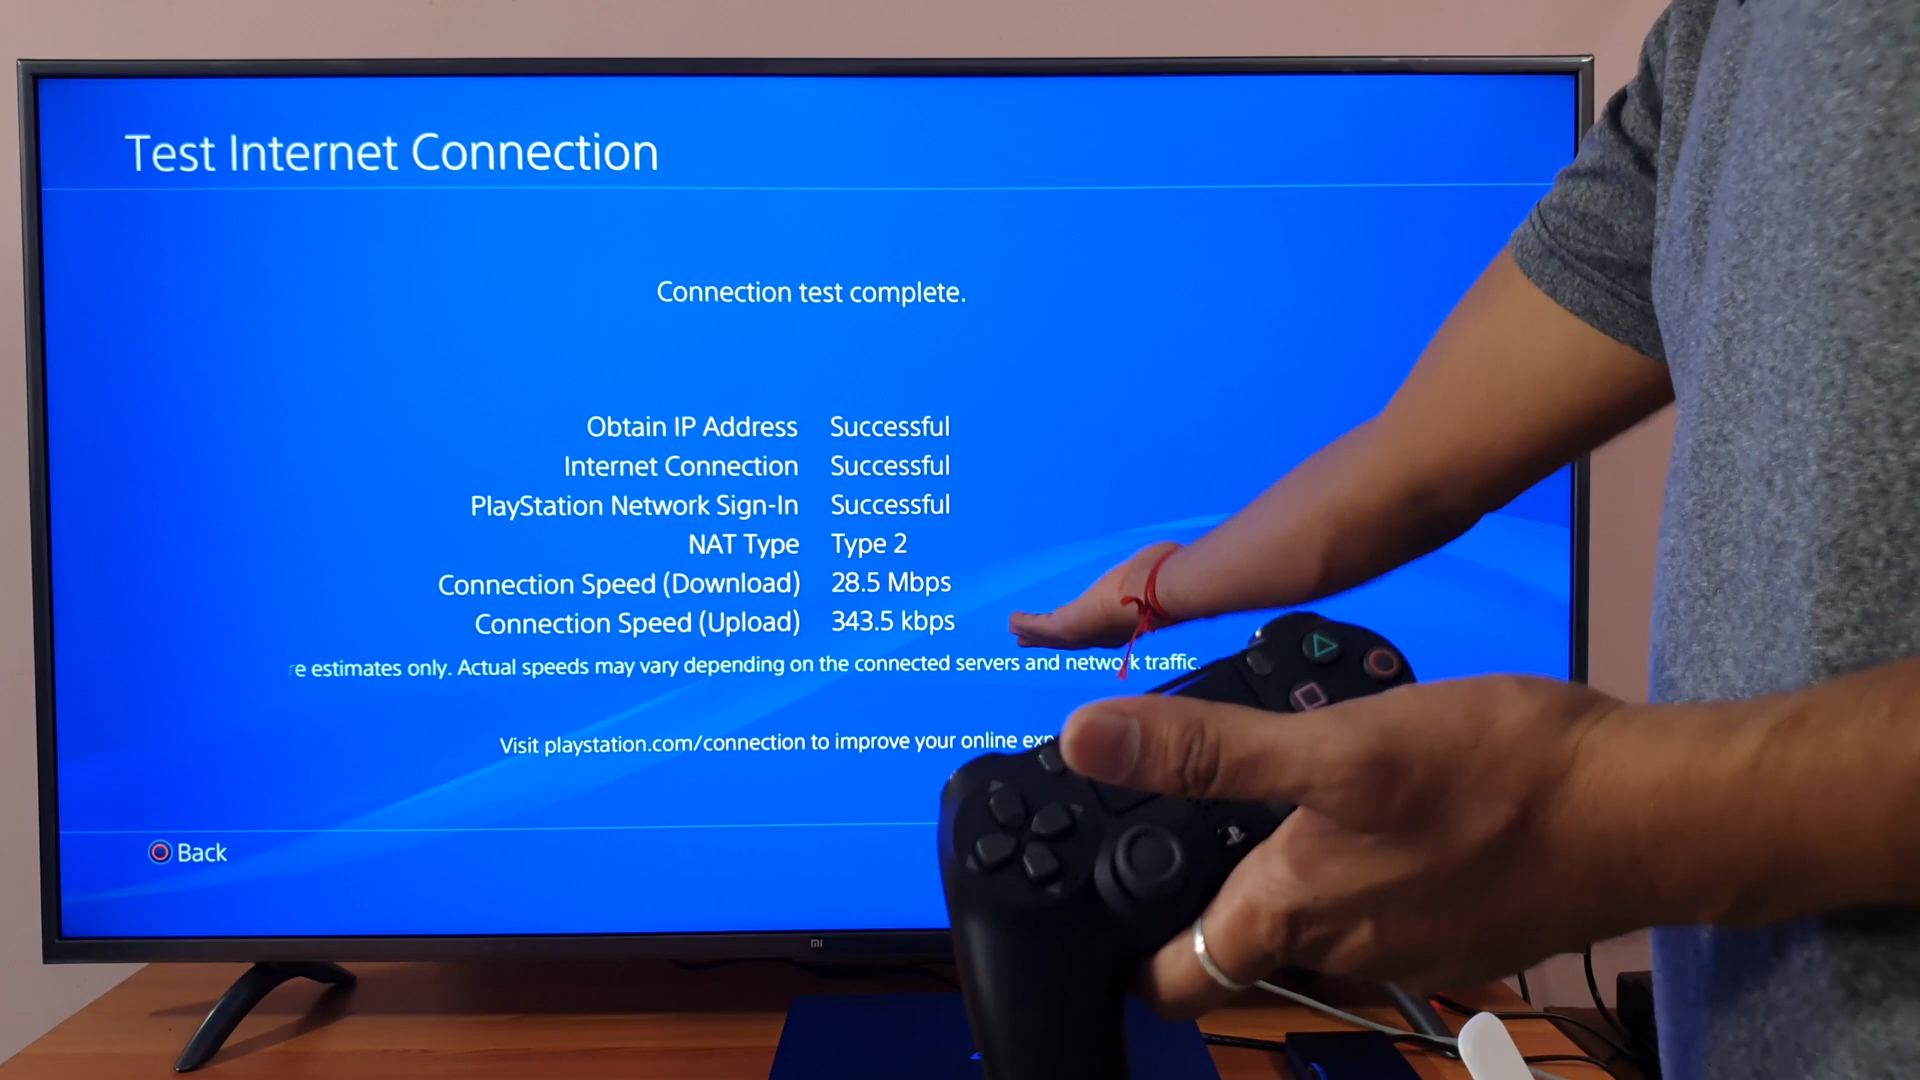 Test Internet Connection
Connection test complete.
Obtain IP Address Successful
Internet Connection Successful
PlayStation Network Sign-In Successful
NAT Type Type 2
Connection Speed (Download) 28.5 Mbps
Connection Speed (Upload) 343.5 kbps
estimates only. Actual speeds may vary depending on the connected servers and network traffic.
Visit playstation.com/connection to improve your online
Back
mi